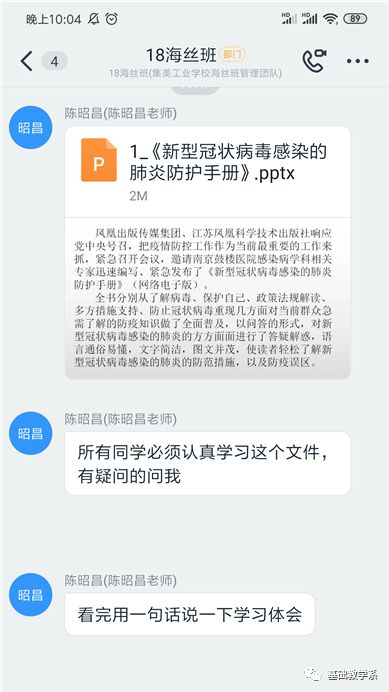 晚上10:04
HD HD 89
4 18海丝班 部门
18海丝班(集美工业学校海丝班管理团队)
陈昭昌(陈昭昌老师)
昭昌
P
1_《新型冠状病毒感染的
肺炎防护手册》.pptx
2M
凤凰出版传媒集团、江苏凤凰科学技术出版社响应
党中央号召，把疫情防控工作作为当前最重要的工作来
抓，紧急召开会议，邀请南京鼓楼医院感染病学科相关
专家迅速编写、紧急发布了《新型冠状病毒感染的肺炎
防护手册》（网络电子版）。
全书分别从了解病毒、保护自己、政策法规解读、
多方措施支持、防止冠状病毒重现几方面对当前群众急
需了解的防疫知识做了全面普及，以问答的形式，对新
型冠状病毒感染的肺炎的方方面面进行了答疑解惑，语
言通俗易懂，文字简洁，图文并茂，使读者轻松了解新
型冠状病毒感染的肺炎的防范措施，以及防疫误区。
陈昭昌(陈昭昌老师)
昭昌
所有同学必须认真学习这个文件，
有疑问的问我
陈昭昌(陈昭昌老师)
昭昌
看完用一句话说一下学习体会
基础教学系